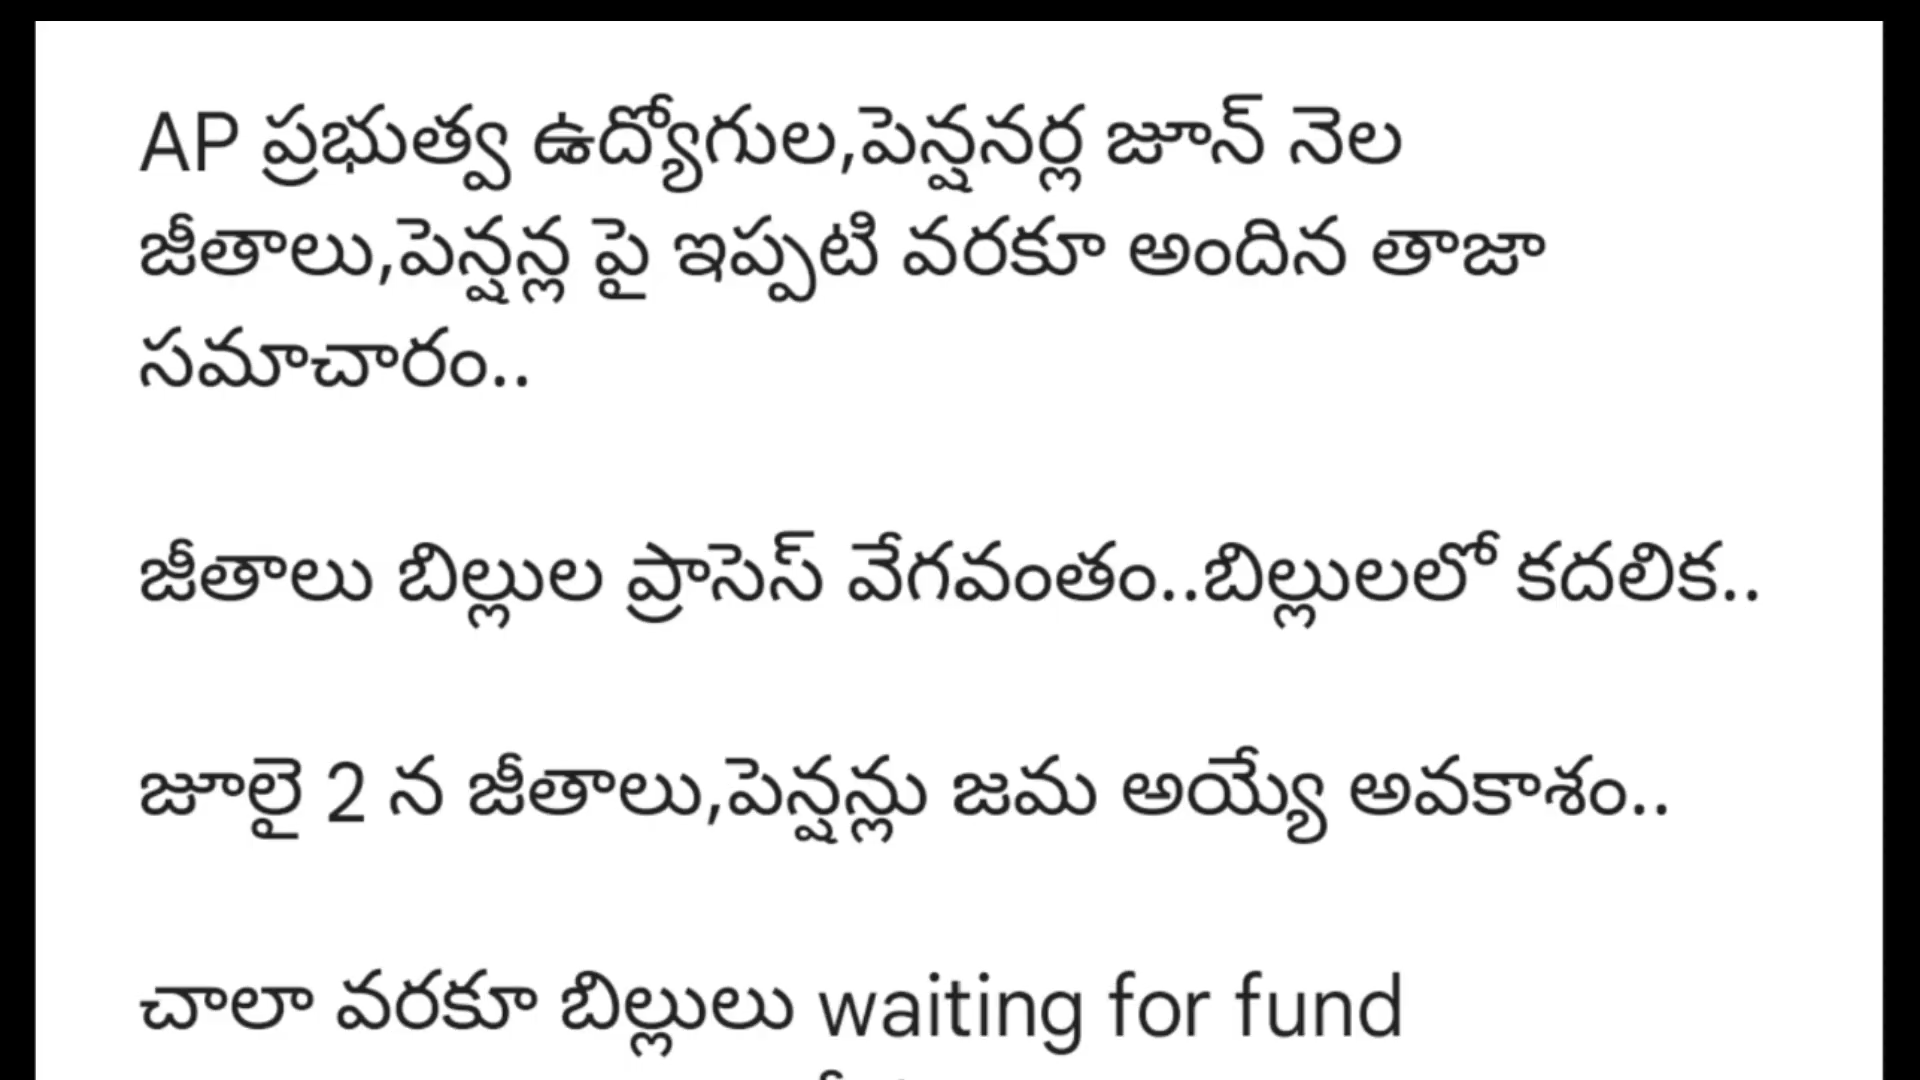 AP ప్రభుత్వ ఉద్యోగుల,పెన్షనర్ల జూన్ నెల
జీతాలు,పెన్షన్ల పై ఇప్పటి వరకూ అందిన తాజా
సమాచారం..
జీతాలు బిల్లుల ప్రాసెస్ వేగవంతం..బిల్లులలో కదలిక..
జూలై 2 న జీతాలు,పెన్షన్లు జమ అయ్యే అవకాశం..
చాలా వరకూ బిల్లులు waiting for fund